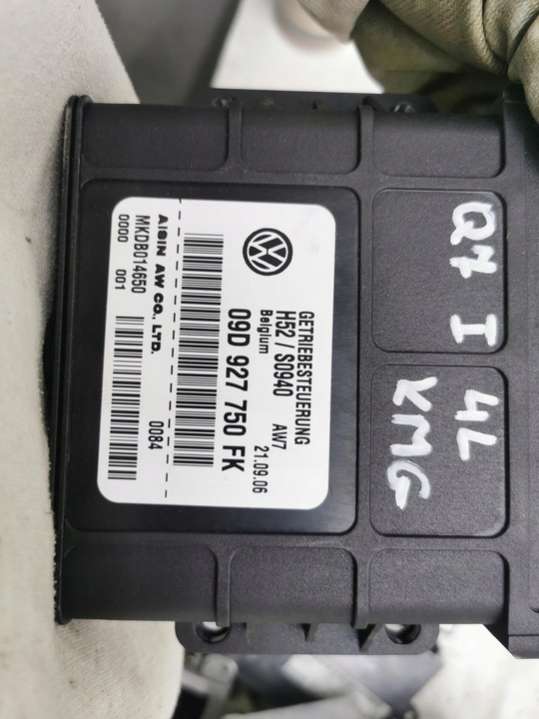 GETRIEBESTEUERUNG
H52 / S0940 AW7
Belgium 21.09.06
09D 927 750 FK
AISIN AW CO., LTD. 0084
MKDB014650
0000 001
Q7 I
4L
KMG